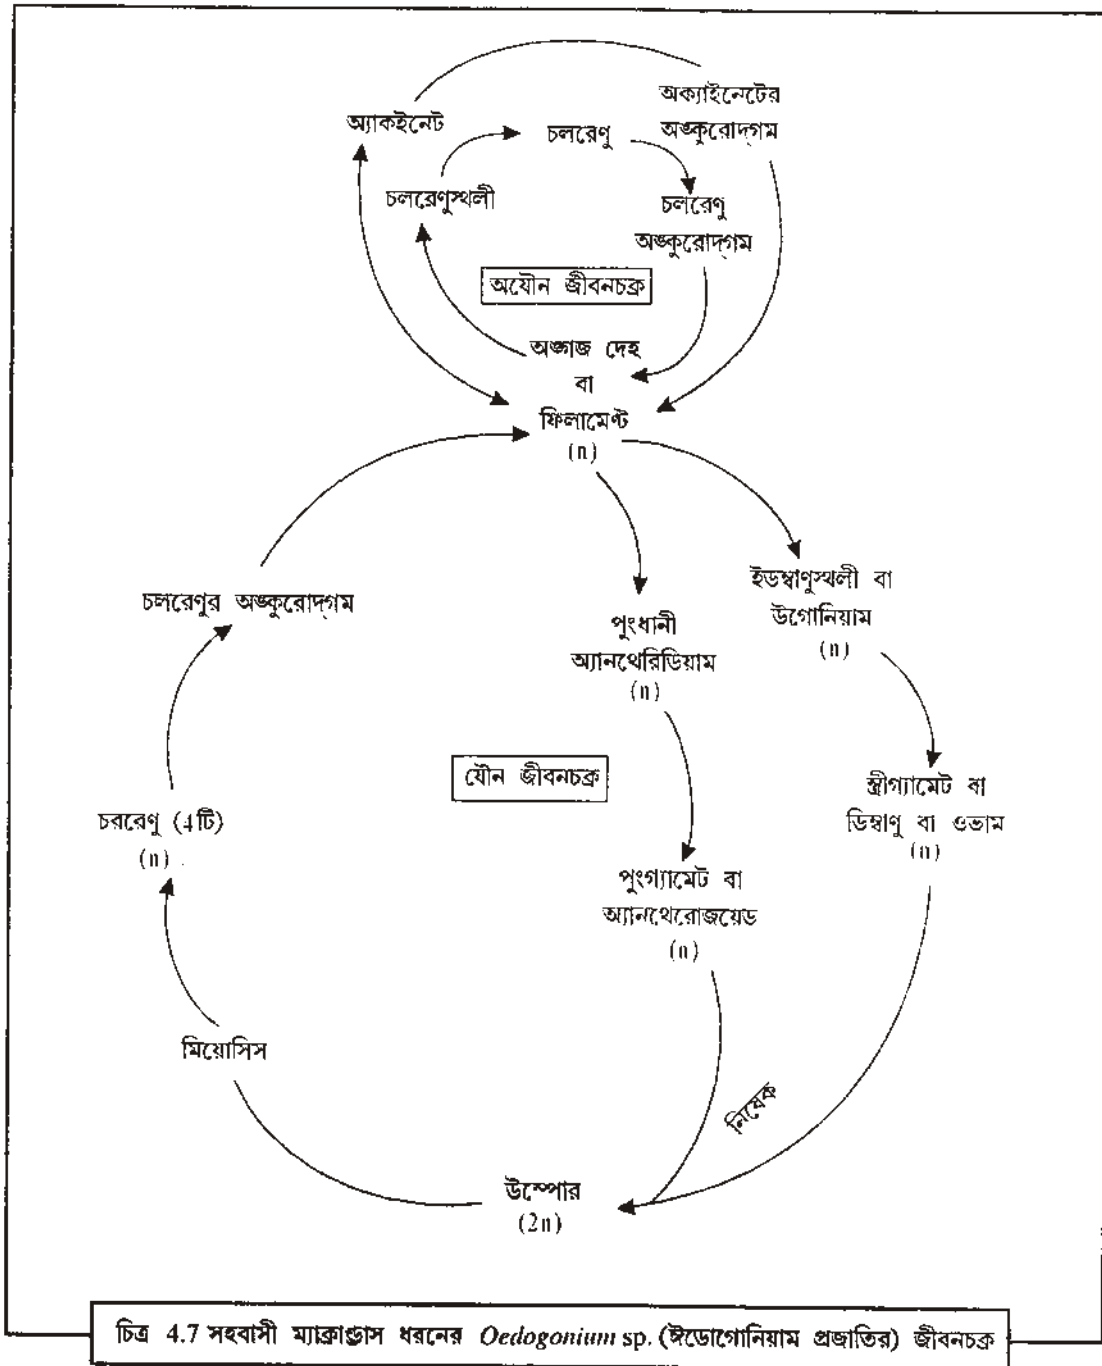 অ্যাকইনেট
অক্যাইনেটের
অঙ্কুরোদ্‌গম
চলরেণু
চলরেণুস্থলী
চলরেণু
অঙ্কুরোদ্‌গম
অযৌন জীবনচক্র
অঙ্গজ দেহ
বা
ফিলামেণ্ট
(n)
চলরেণুর অঙ্কুরোদ্‌গম
পুংধানী
অ্যানথেরিডিয়াম
(n)
ইডম্বাণুস্থলী বা
উগোনিয়াম
(n)
যৌন জীবনচক্র
চররেণু (4টি)
(n)
স্ত্রীগ্যামেট বা
ডিম্বাণু বা ওভাম
(n)
পুংগ্যামেট বা
অ্যানথেরোজয়েড
(n)
মিয়োসিস
নিষেক
উস্পোর
(2n)
চিত্র 4.7 সহবাসী ম্যাক্রাণ্ড্রাস ধরনের Oedogonium sp. (ঈডোগোনিয়াম প্রজাতির) জীবনচক্র